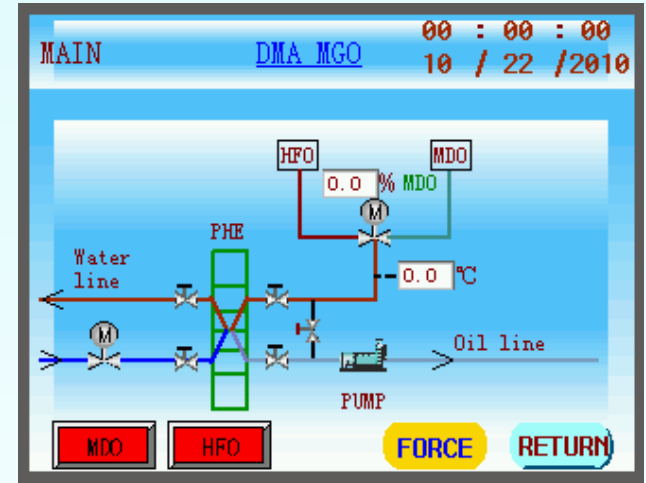 MAIN DMA MGO 00 : 00 : 00
10 / 22 /2010
HFO MDO
0.0 % MDO
M
PHE
Water
line
0.0 ℃
M
Oil line
PUMP
MDO HFO FORCE RETURN